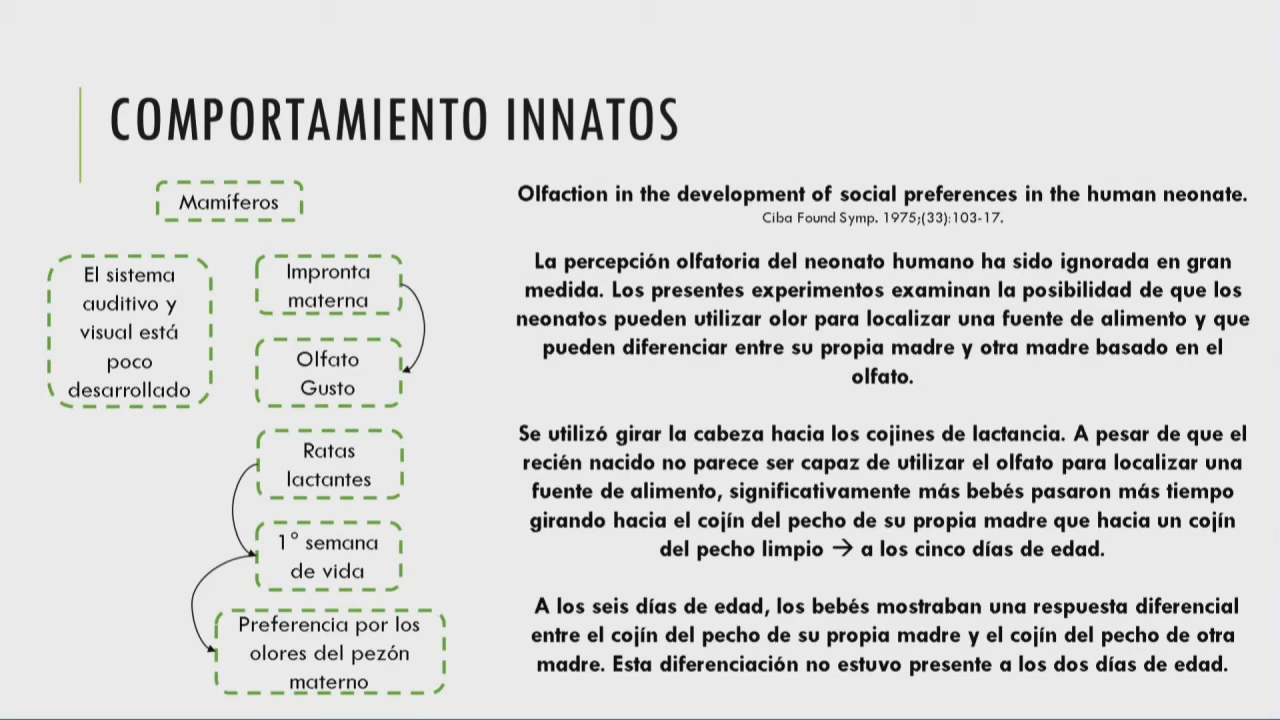 COMPORTAMIENTO INNATOS
Mamíferos
El sistema
auditivo y
visual está
poco
desarrollado
Impronta
materna
Olfato
Gusto
Ratas
lactantes
1° semana
de vida
Preferencia por los
olores del pezón
materno
Olfaction in the development of social preferences in the human neonate.
Ciba Found Symp. 1975;(33):103-17.
La percepción olfatoria del neonato humano ha sido ignorada en gran
medida. Los presentes experimentos examinan la posibilidad de que los
neonatos pueden utilizar olor para localizar una fuente de alimento y que
pueden diferenciar entre su propia madre y otra madre basado en el
olfato.
Se utilizó girar la cabeza hacia los cojines de lactancia. A pesar de que el
recién nacido no parece ser capaz de utilizar el olfato para localizar una
fuente de alimento, significativamente más bebés pasaron más tiempo
girando hacia el cojín del pecho de su propia madre que hacia un cojín
del pecho limpio → a los cinco días de edad.
A los seis días de edad, los bebés mostraban una respuesta diferencial
entre el cojín del pecho de su propia madre y el cojín del pecho de otra
madre. Esta diferenciación no estuvo presente a los dos días de edad.